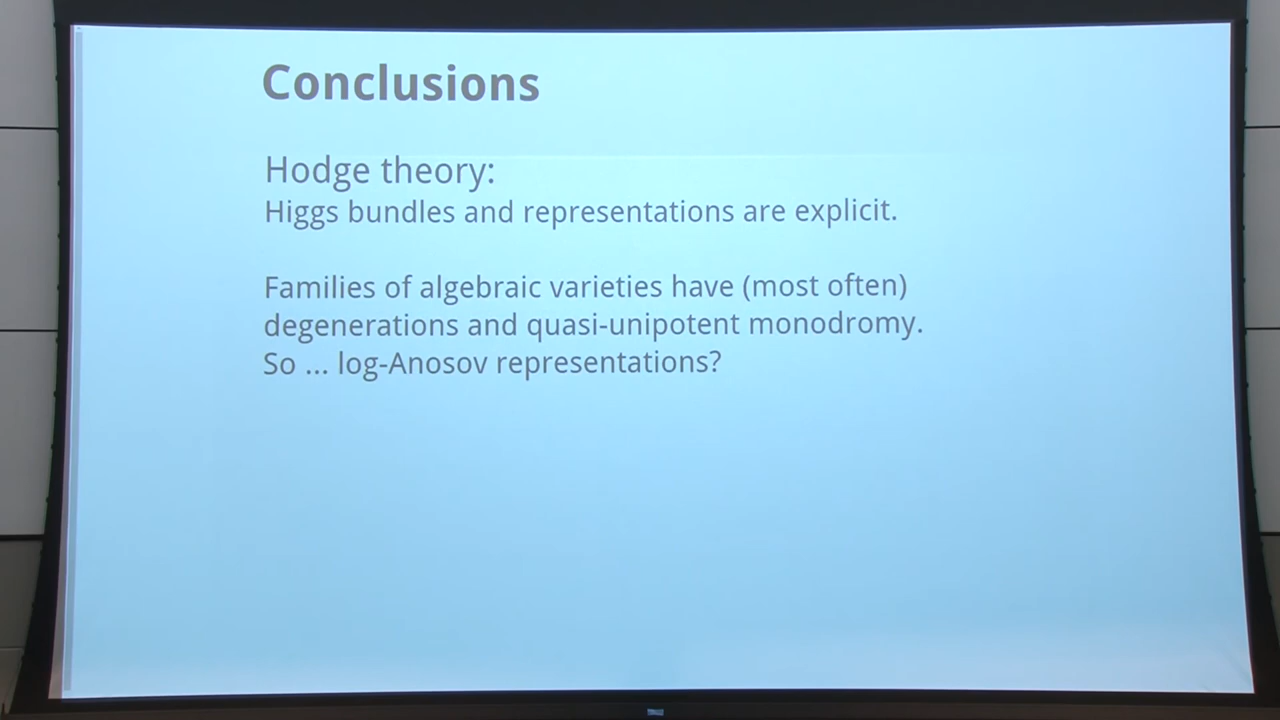 Conclusions
Hodge theory:
Higgs bundles and representations are explicit.
Families of algebraic varieties have (most often)
degenerations and quasi-unipotent monodromy.
So ... log-Anosov representations?